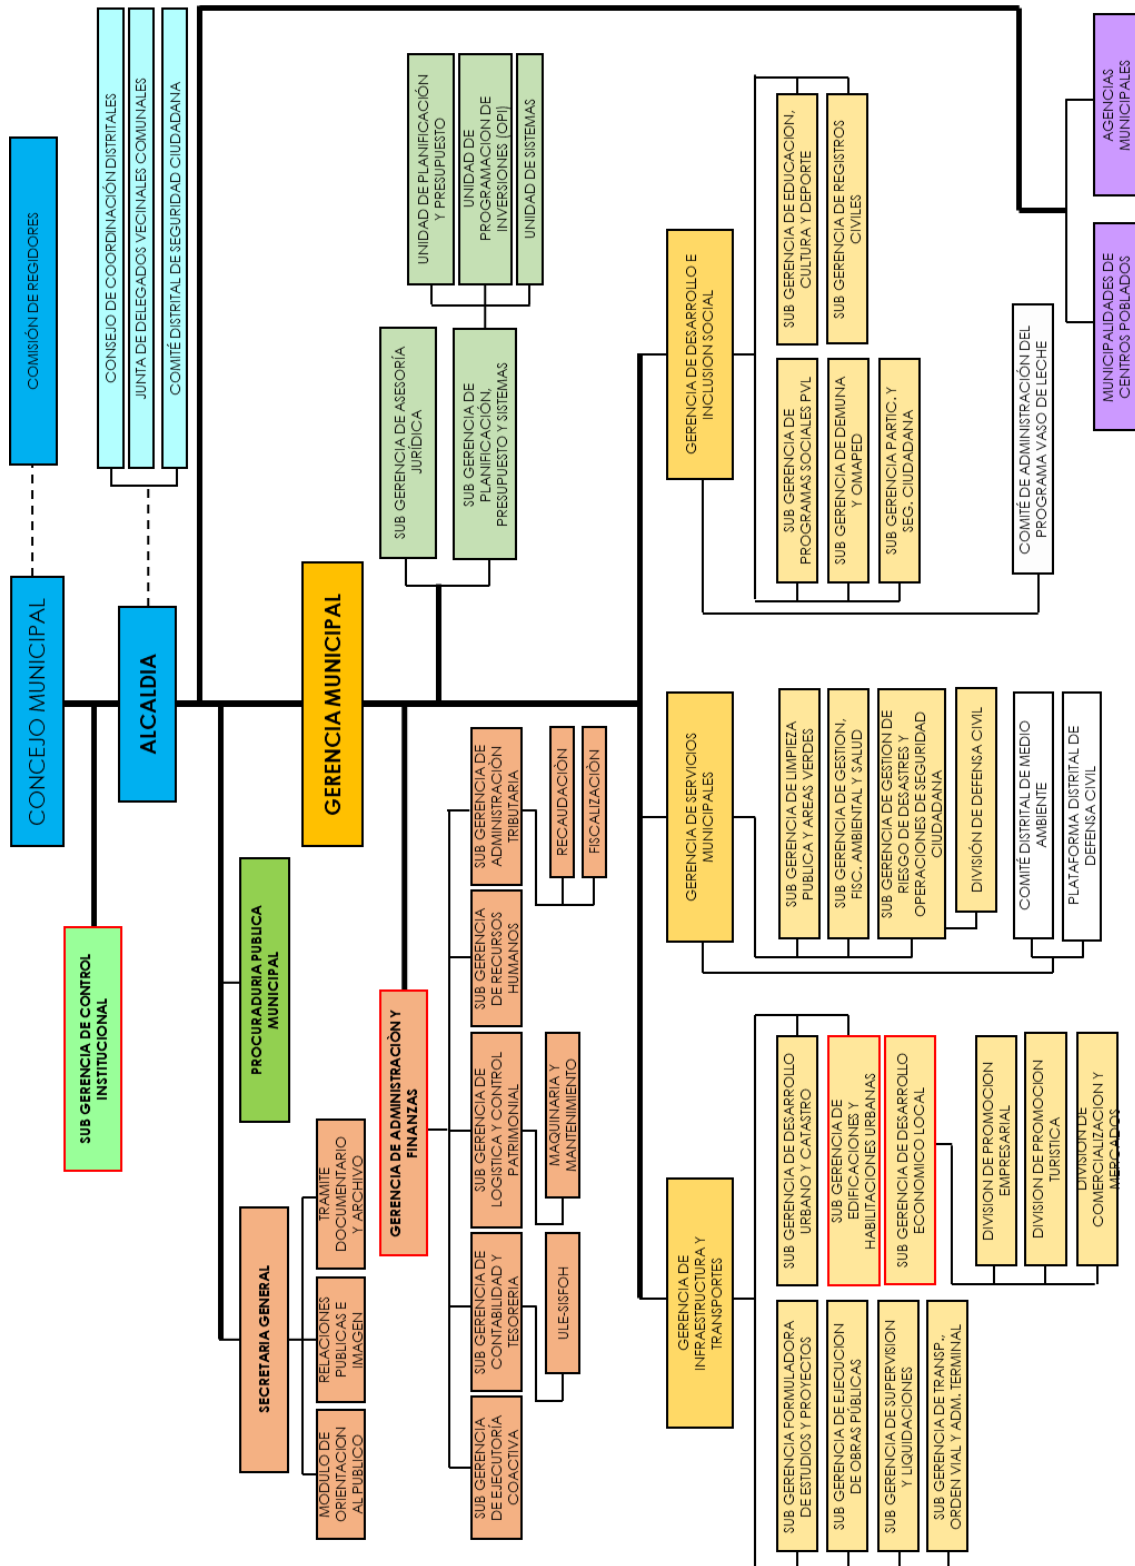 CONCEJO MUNICIPAL
COMISIÓN DE REGIDORES
SUB GERENCIA DE CONTROL
INSTITUCIONAL
ALCALDIA
CONSEJO DE COORDINACIÓN DISTRITALES
JUNTA DE DELEGADOS VECINALES COMUNALES
COMITÉ DISTRITAL DE SEGURIDAD CIUDADANA
SECRETARIA GENERAL
PROCURADURIA PUBLICA
MUNICIPAL
MODULO DE
ORIENTACION
AL PUBLICO
RELACIONES
PUBLICAS E
IMAGEN
TRAMITE
DOCUMENTARIO
Y ARCHIVO
GERENCIA MUNICIPAL
GERENCIA DE ADMINISTRACIÒN Y
FINANZAS
SUB GERENCIA DE ASESORÍA
JURÍDICA
SUB GERENCIA DE
PLANIFICACIÓN,
PRESUPUESTO Y SISTEMAS
UNIDAD DE PLANIFICACIÓN
Y PRESUPUESTO
UNIDAD DE
PROGRAMACION DE
INVERSIONES (OPI)
UNIDAD DE SISTEMAS
SUB GERENCIA
DE EJECUTORÍA
COACTIVA
SUB GERENCIA DE
CONTABILIDAD Y
TESORERIA
SUB GERENCIA DE
LOGISTICA Y CONTROL
PATRIMONIAL
SUB GERENCIA
DE RECURSOS
HUMANOS
SUB GERENCIA DE
ADMINISTRACIÓN
TRIBUTARIA
ULE-SISFOH
MAQUINARIA Y
MANTENIMIENTO
RECAUDACIÓN
FISCALIZACIÒN
GERENCIA DE
INFRAESTRUCTURA Y
TRANSPORTES
GERENCIA DE SERVICIOS
MUNICIPALES
GERENCIA DE DESARROLLO E
INCLUSION SOCIAL
SUB GERENCIA FORMULADORA
DE ESTUDIOS Y PROYECTOS
SUB GERENCIA DE EJECUCION
DE OBRAS PÚBLICAS
SUB GERENCIA DE SUPERVISION
Y LIQUIDACIONES
SUB GERENCIA DE TRANSP.,
ORDEN VIAL Y ADM. TERMINAL
SUB GERENCIA DE DESARROLLO
URBANO Y CATASTRO
SUB GERENCIA DE
EDIFICACIONES Y
HABILITACIONES URBANAS
SUB GERENCIA DE DESARROLLO
ECONOMICO LOCAL
DIVISION DE PROMOCION
EMPRESARIAL
DIVISION DE PROMOCION
TURISTICA
DIVISION DE
COMERCIALIZACION Y
MERCADOS
SUB GERENCIA DE LIMPIEZA
PUBLICA Y AREAS VERDES
SUB GERENCIA DE GESTION,
FISC. AMBIENTAL Y SALUD
SUB GERENCIA DE GESTION DE
RIESGO DE DESASTRES Y
OPERACIONES DE SEGURIDAD
CIUDADANA
DIVISIÓN DE DEFENSA CIVIL
COMITÉ DISTRITAL DE MEDIO
AMBIENTE
PLATAFORMA DISTRITAL DE
DEFENSA CIVIL
SUB GERENCIA DE
PROGRAMAS SOCIALES PVL
SUB GERENCIA DE DEMUNA
Y OMAPED
SUB GERENCIA PARTIC. Y
SEG. CIUDADANA
SUB GERENCIA DE EDUCACION,
CULTURA Y DEPORTE
SUB GERENCIA DE REGISTROS
CIVILES
COMITÉ DE ADMINISTRACIÓN DEL
PROGRAMA VASO DE LECHE
MUNICIPALIDADES DE
CENTROS POBLADOS
AGENCIAS
MUNICIPALES